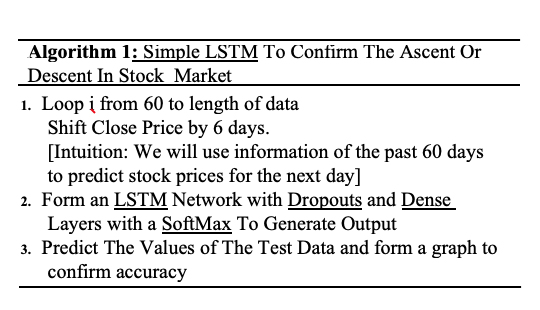 Algorithm 1: Simple LSTM To Confirm The Ascent Or
Descent In Stock Market
1. Loop i from 60 to length of data
Shift Close Price by 6 days.
[Intuition: We will use information of the past 60 days
to predict stock prices for the next day]
2. Form an LSTM Network with Dropouts and Dense
Layers with a SoftMax To Generate Output
3. Predict The Values of The Test Data and form a graph to
confirm accuracy